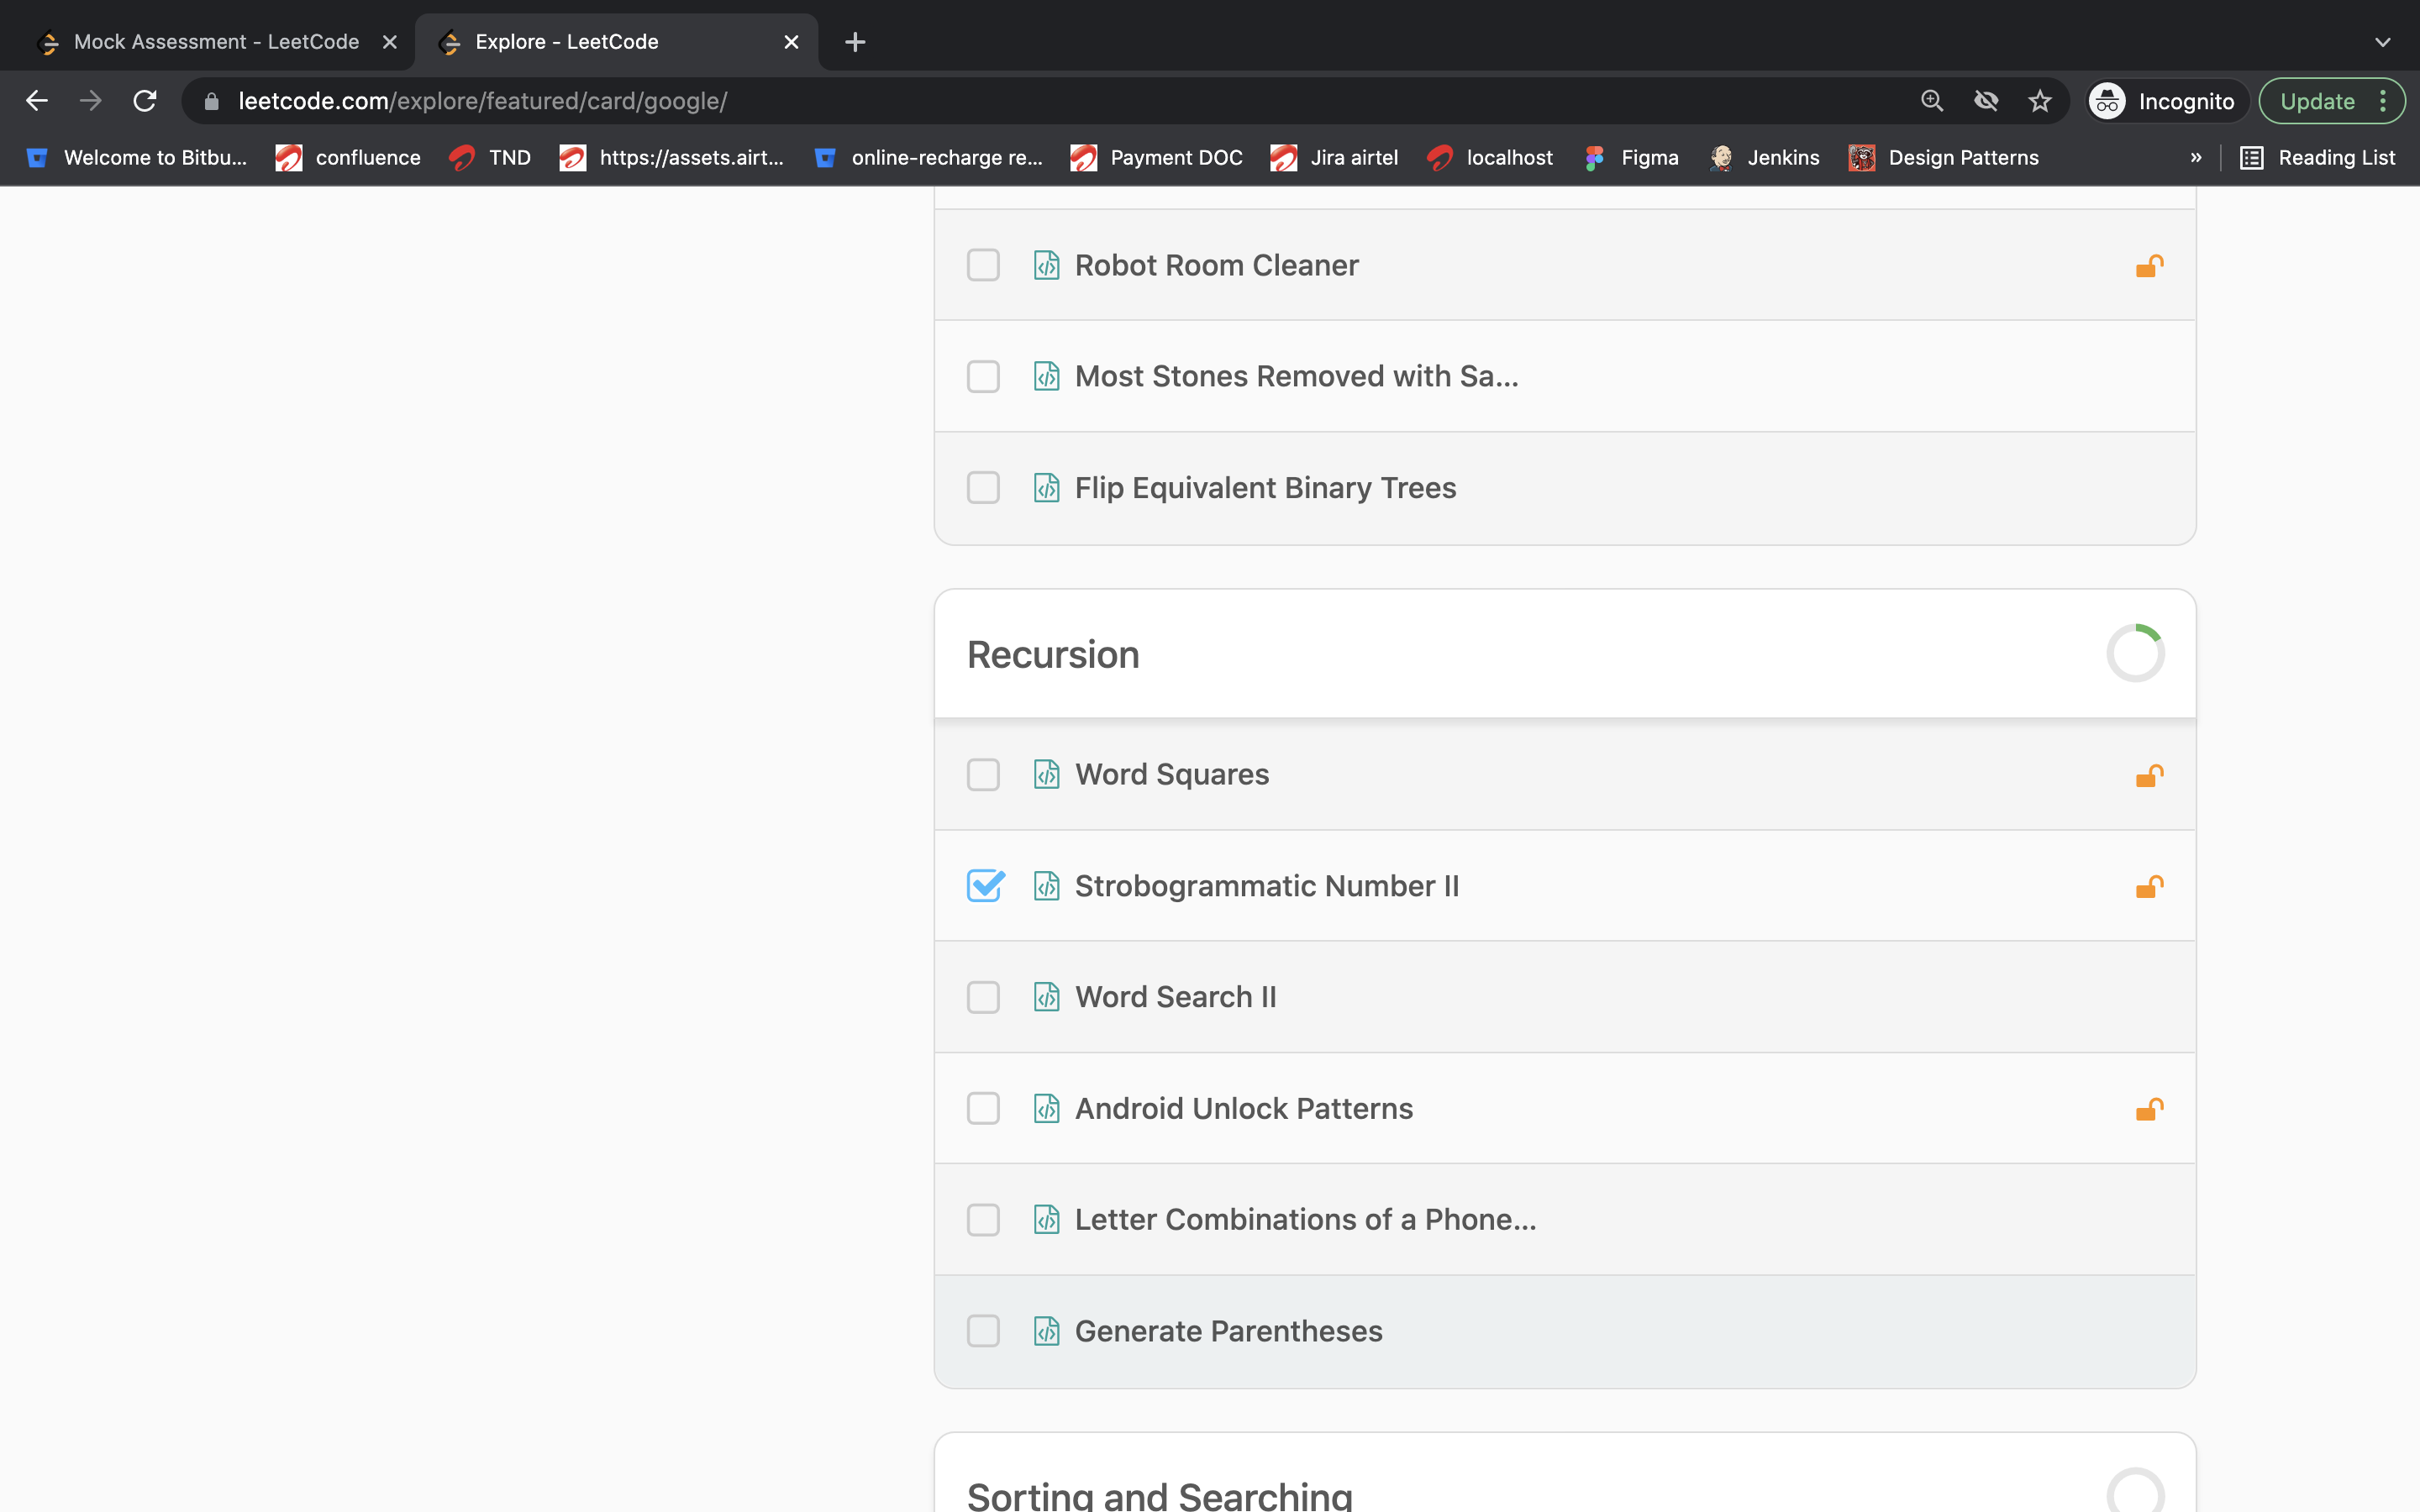 Mock Assessment - LeetCode
Explore - LeetCode
leetcode.com/explore/featured/card/google/
Incognito
Update
Welcome to Bitbu...
confluence
TND
https://assets.airt...
online-recharge re...
Payment DOC
Jira airtel
localhost
Figma
Jenkins
Design Patterns
»
Reading List
Robot Room Cleaner
Most Stones Removed with Sa...
Flip Equivalent Binary Trees
Recursion
Word Squares
Strobogrammatic Number II
Word Search II
Android Unlock Patterns
Letter Combinations of a Phone...
Generate Parentheses
Sorting and Searching